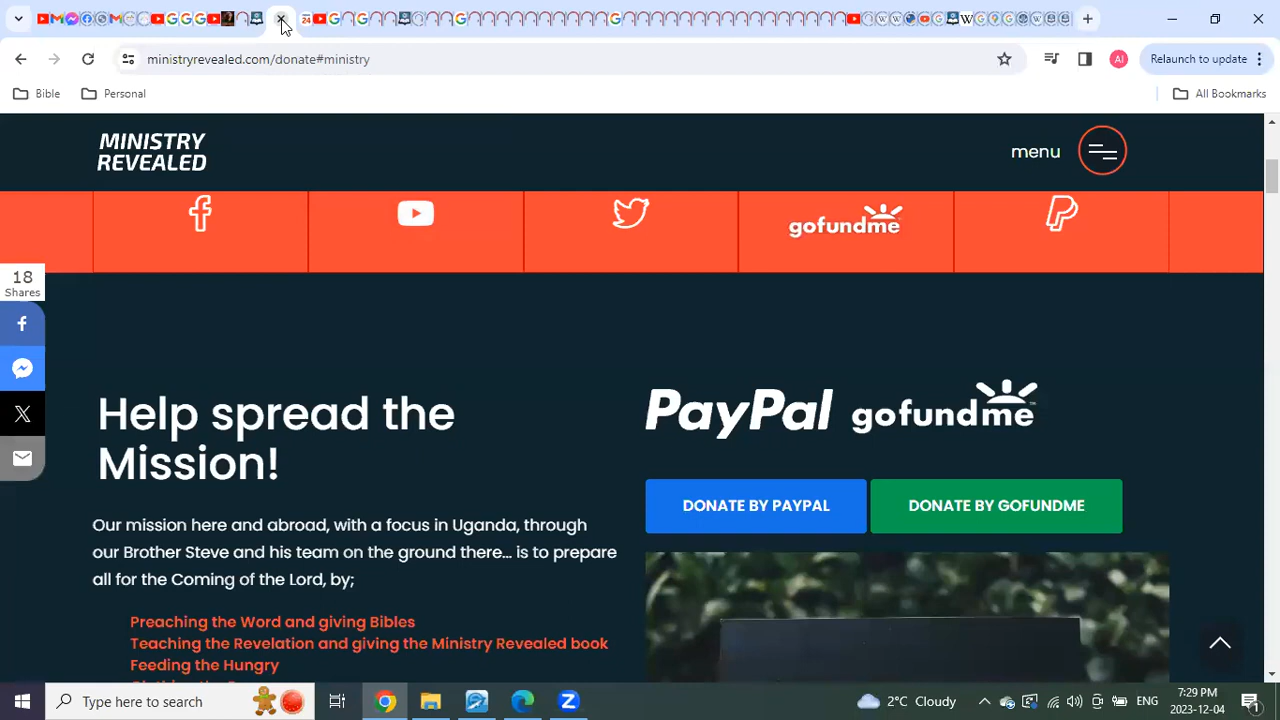 24
ministryrevealed.com/donate#ministry
AI
Relaunch to update
Bible
Personal
All Bookmarks
MINISTRY
REVEALED
menu
gofundme
18
Shares
Help spread the
Mission!
PayPal gofundme
DONATE BY PAYPAL
DONATE BY GOFUNDME
Our mission here and abroad, with a focus in Uganda, through
our Brother Steve and his team on the ground there... is to prepare
all for the Coming of the Lord, by;
Preaching the Word and giving Bibles
Teaching the Revelation and giving the Ministry Revealed book
Feeding the Hungry
Type here to search
2°C Cloudy
ENG
7:29 PM
2023-12-04